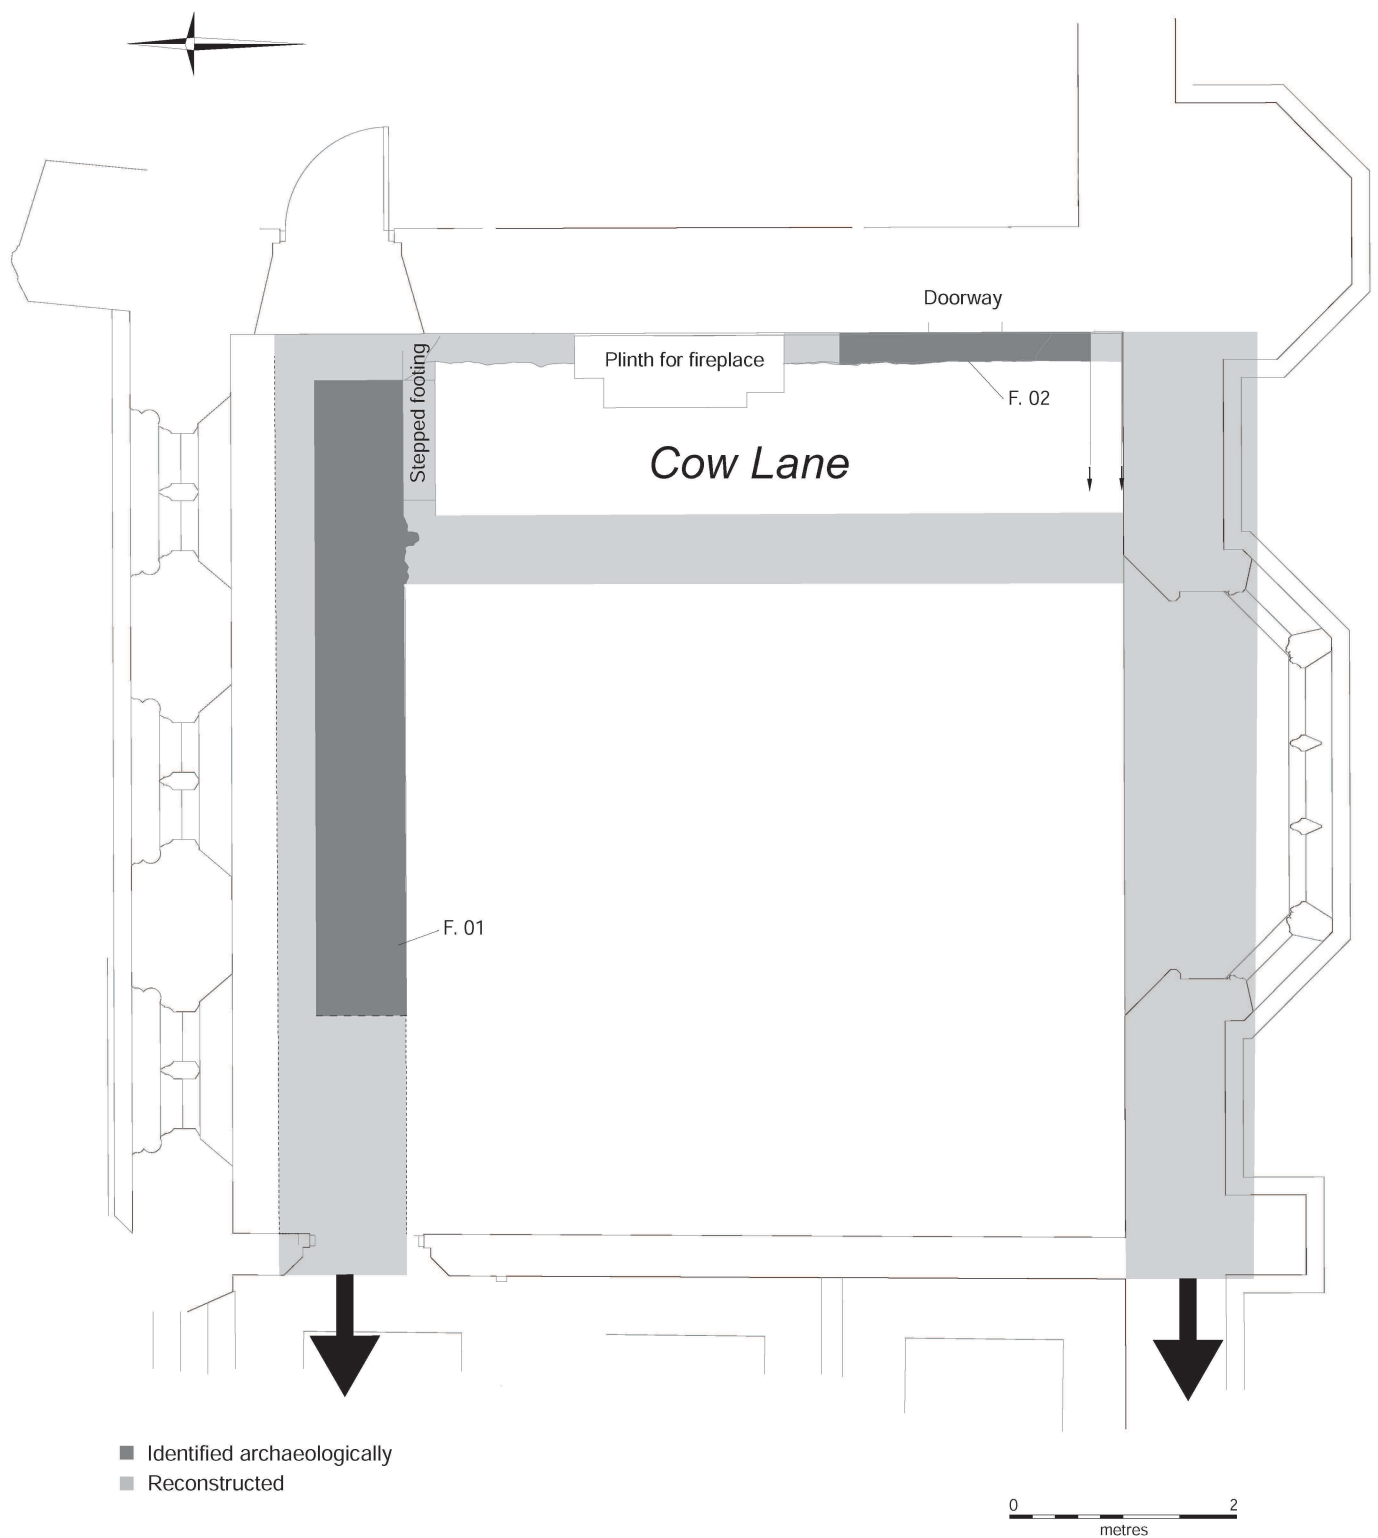 Doorway
Plinth for fireplace
Stepped footing
F. 02
Cow Lane
F. 01
Identified archaeologically
Reconstructed
0 2
metres